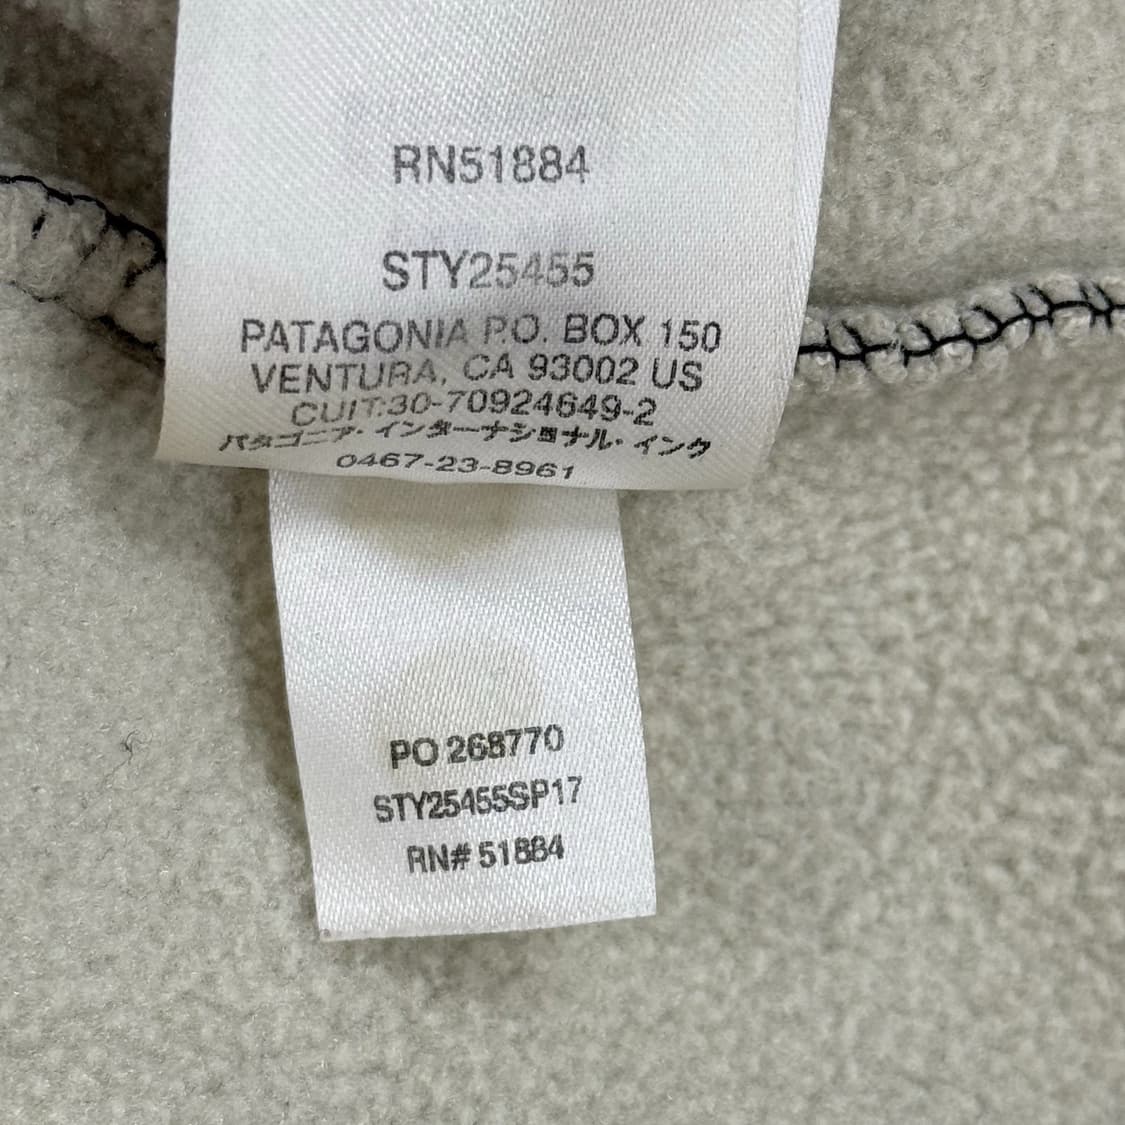 RN51884
STY25455
PATAGONIA P.O. BOX 150
VENTURA, CA 93002 US
CUIT:30-70924649-2
パタゴニア・インターナショナル・インク
0467-23-8961
PO 268770
STY25455SP17
RN# 51884